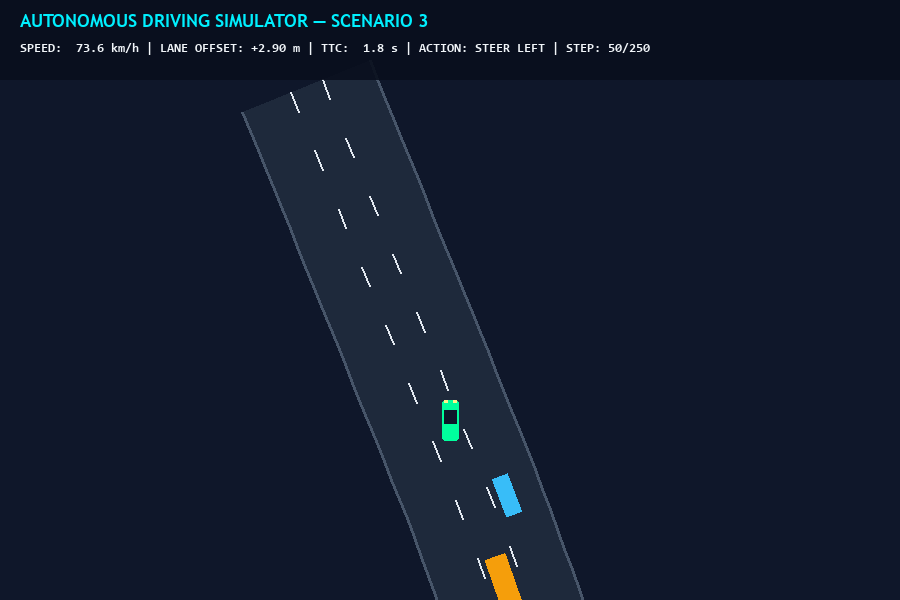 AUTONOMOUS DRIVING SIMULATOR — SCENARIO 3
SPEED: 73.6 km/h | LANE OFFSET: +2.90 m | TTC: 1.8 s | ACTION: STEER LEFT | STEP: 50/250